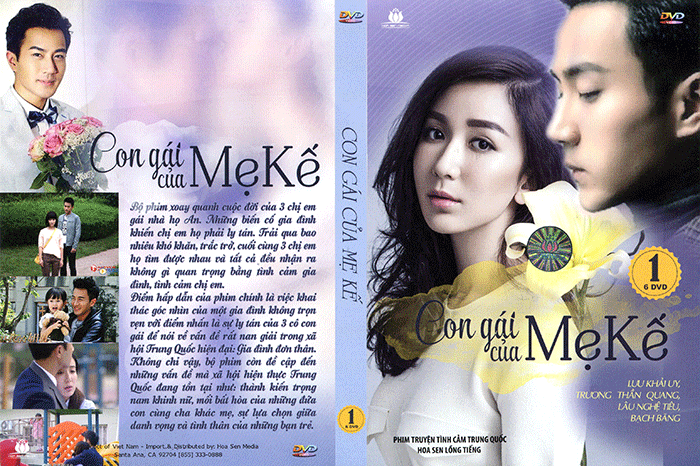 Con gái
của MẹKế
Bộ phim xoay quanh cuộc đời của 3 chị em
gái nhà họ An. Những biến cố gia đình
khiến chị em họ phải ly tán. Trải qua bao
nhiêu khó khăn, trắc trở, cuối cùng 3 chị em
họ tìm được nhau và tất cả đều nhận ra
không gì quan trọng bằng tình cảm gia
đình, tình cảm chị em.
Điểm hấp dẫn của phim chính là việc khai
thác góc nhìn của một gia đình không trọn
vẹn với điểm nhấn là sự ly tán của 3 cô con
gái để nói về vấn đề rất nan giải trong xã
hội Trung Quốc hiện đại: Gia đình đơn thân.
Không chỉ vậy, bộ phim còn đề cập đến
những vấn đề mà xã hội hiện thực Trung
Quốc đang tồn tại như: thành kiến trọng
nam khinh nữ, mối bất hòa của những đứa
con cùng cha khác mẹ, sự lựa chọn giữa
danh vọng và tình thân của những bạn trẻ.
ct of Viet Nam - Import & Distributed by: Hoa Sen Media
Santa Ana, CA 92704 (855) 333-0888
DVD
CON GÁI CỦA MẸ KẾ
1
6 DVD
DVD
1
6 DVD
Con gái
của MẹKế
LƯU KHẢI UY,
TRƯƠNG THẦN QUANG,
LÂU NGHỆ TIÊU,
BẠCH BĂNG
PHIM TRUYỆN TÌNH CẢM TRUNG QUỐC
HOA SEN LỒNG TIẾNG